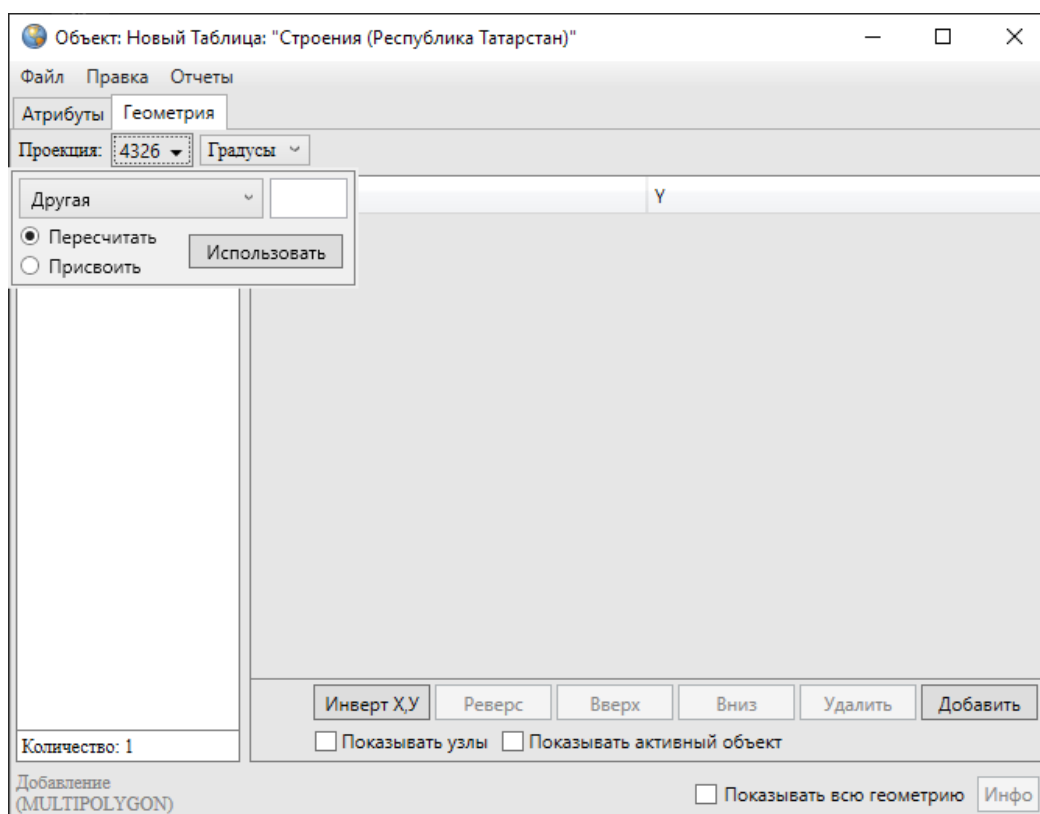 Объект: Новый Таблица: "Строения (Республика Татарстан)"
Файл Правка Отчеты
Атрибуты Геометрия
Проекция: 4326 Градусы
Другая
Y
Пересчитать
Использовать
Присвоить
Инверт X,У Реверс Вверх Вниз Удалить Добавить
Количество: 1
Показывать узлы Показывать активный объект
Добавление
(MULTIPOLYGON)
Показывать всю геометрию Инфо